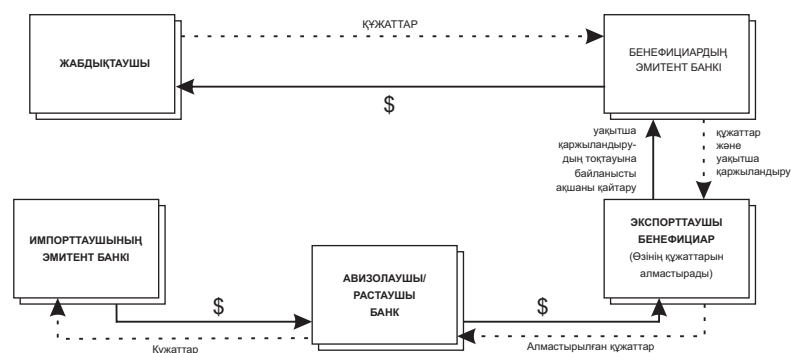 ҚҰЖАТТАР
ЖАБДЫҚТАУШЫ
БЕНЕФИЦИАРДЫҢ
ЭМИТЕНТ БАНКІ
$
уақытша
қаржыландыру-
дың тоқтауына
байланысты
ақшаны қайтару
құжаттар
және
уақытша
қаржыландыру
ИМПОРТТАУШЫНЫҢ
ЭМИТЕНТ БАНКІ
ЭКСПОРТТАУШЫ
БЕНЕФИЦИАР
(Өзінің құжаттарын
алмастырады)
АВИЗОЛАУШЫ/
РАСТАУШЫ
БАНК
$
$
Құжаттар
Алмастырылған құжаттар